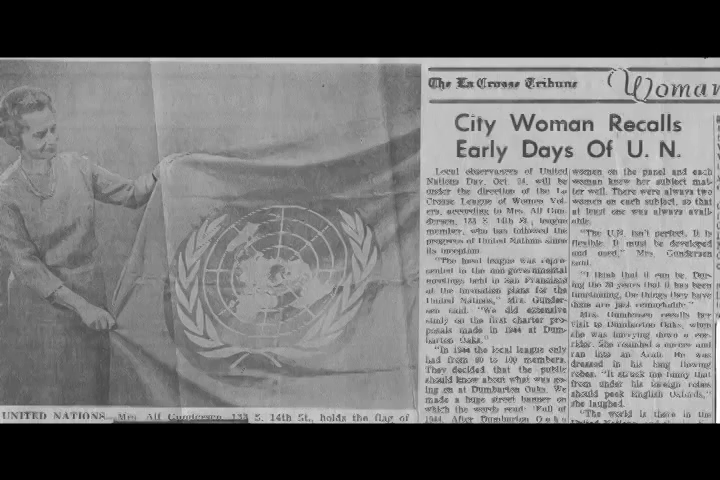 The La Crosse Tribune
Woman
City Woman Recalls
Early Days Of U. N.
Local observances of United
Nations Day, Oct. 24, will be
under the direction of the La
Crosse League of Women Vot-
ers, according to Mrs. Alf Gun-
dersen, 133 S. 14th St., league
member, who has followed the
progress of United Nations since
its inception.
"The local league was repre-
sented in the non-governmental
meetings held in San Francisco
at the formation plans for the
United Nations," Mrs. Gunder-
sen said. "We did extensive
study on the first charter pro-
posals made in 1944 at Dum-
barton Oaks."
"In 1944 the local league only
had from 80 to 100 members.
They decided that the public
should know about what was go-
ing on at Dumbarton Oaks. We
made a huge street banner on
which the words read: 'Fall of
1944. After Dumbarton Oaks
women on the panel and each
woman knew her subject mat-
ter well. There were always two
women on each subject, so that
at least one was always avail-
able.
"The U.N. isn't perfect. It is
flexible. It must be developed
and used," Mrs. Gundersen
said.
"I think that it can be. Dur-
ing the 20 years that it has been
functioning, the things they have
done are just remarkable."
Mrs. Gundersen recalls her
visit to Dumbarton Oaks, when
she was hurrying down a cor-
ridor. She rounded a corner and
ran into an Arab. He was
dressed in his long flowing
robes. "It struck me funny that
from under his foreign robes
should peek English Oxfords,"
she laughed.
"The world is there in the
UNITED NATIONS—Mrs. Alf Gundersen, 133 S. 14th St., holds the flag of